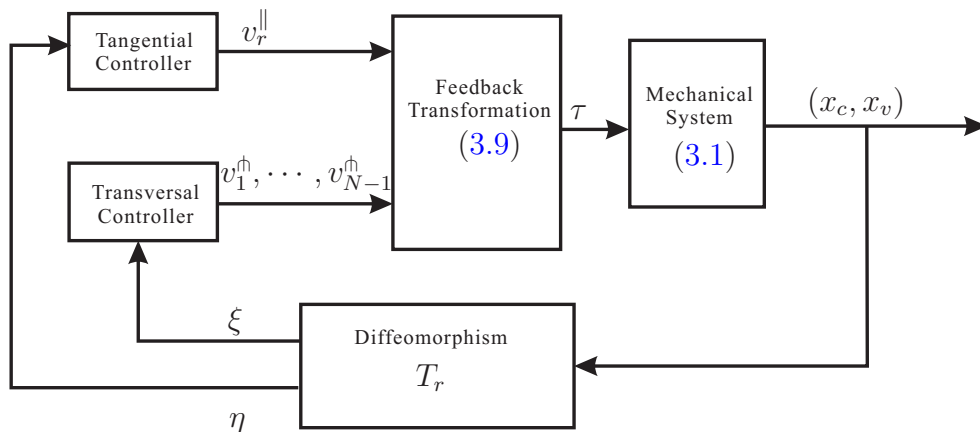 Tangential
Controller
v_r^∥
Feedback
Transformation
(3.9)
τ
Mechanical
System
(3.1)
(x_c, x_v)
Transversal
Controller
v_1^⋔, ⋯ , v_{N−1}^⋔
ξ
Diffeomorphism
T_r
η